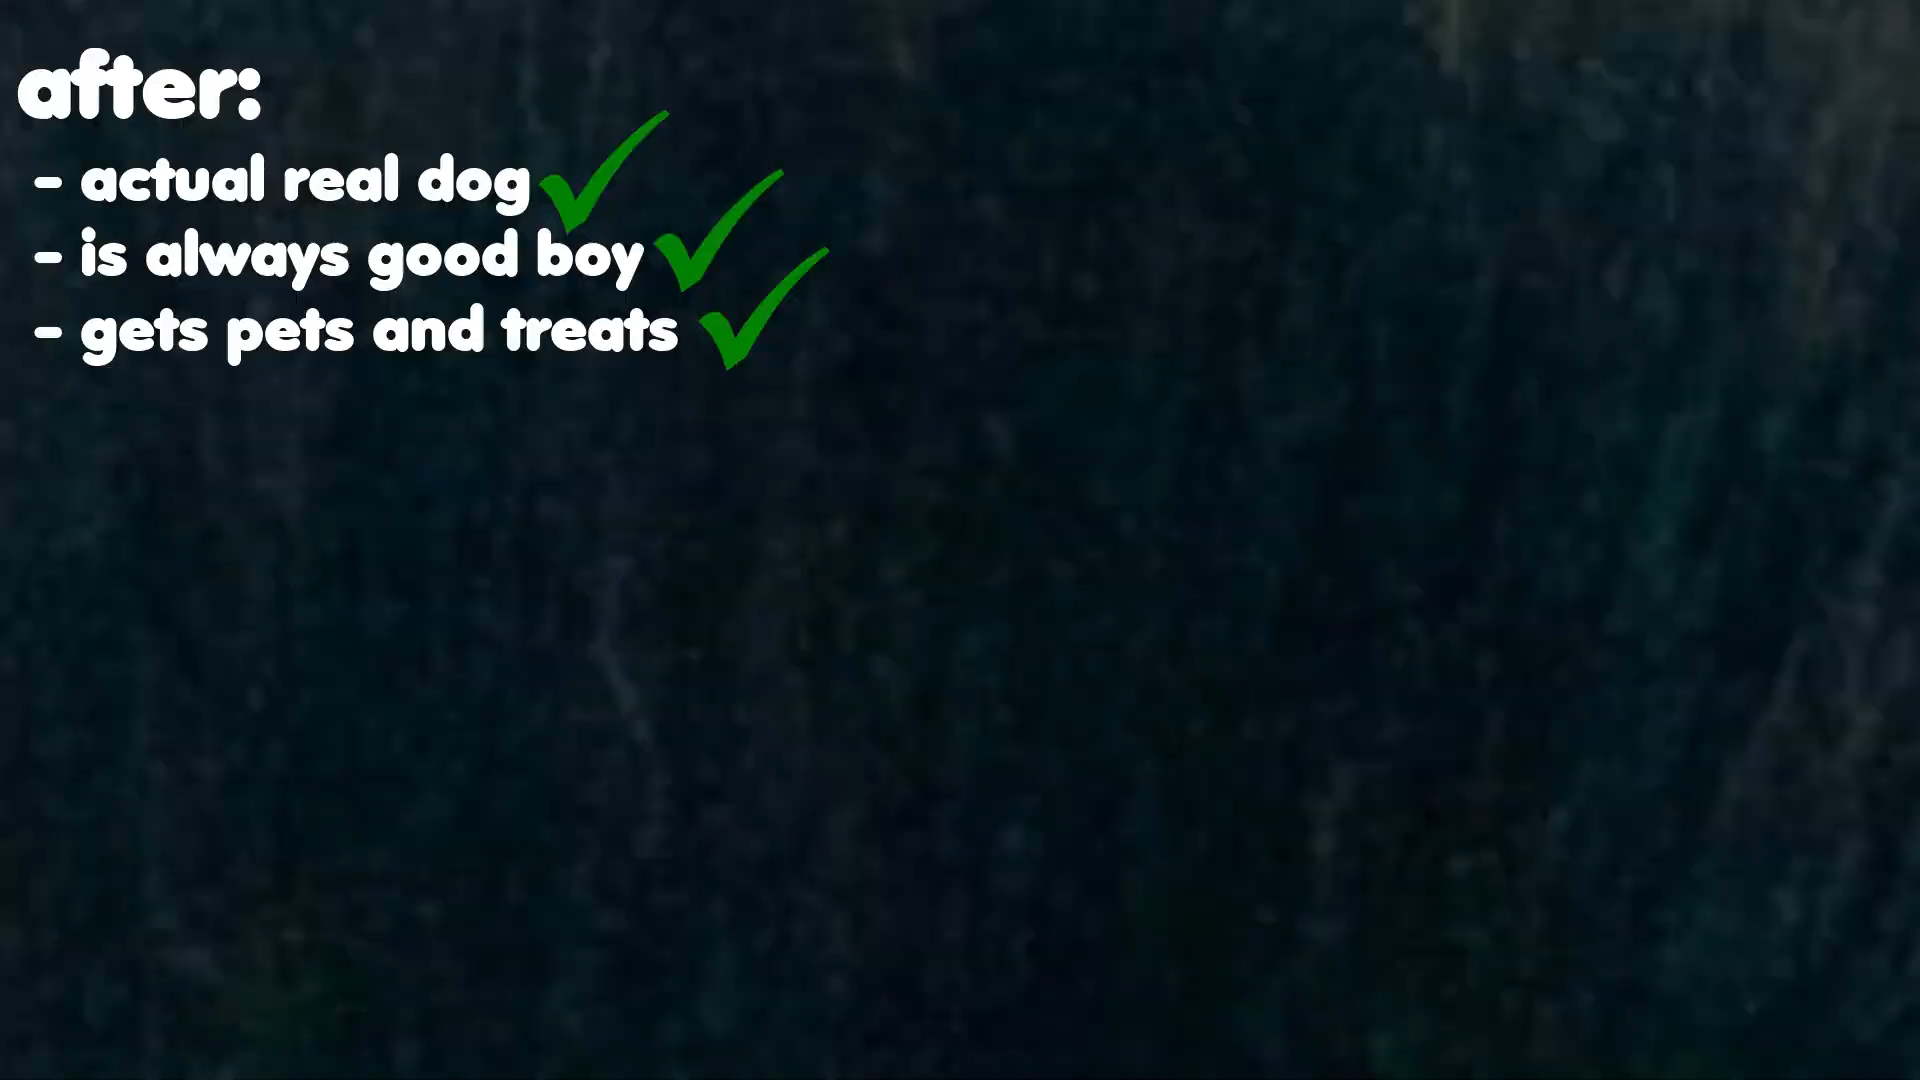 after:
- actual real dog
- is always good boy
- gets pets and treats